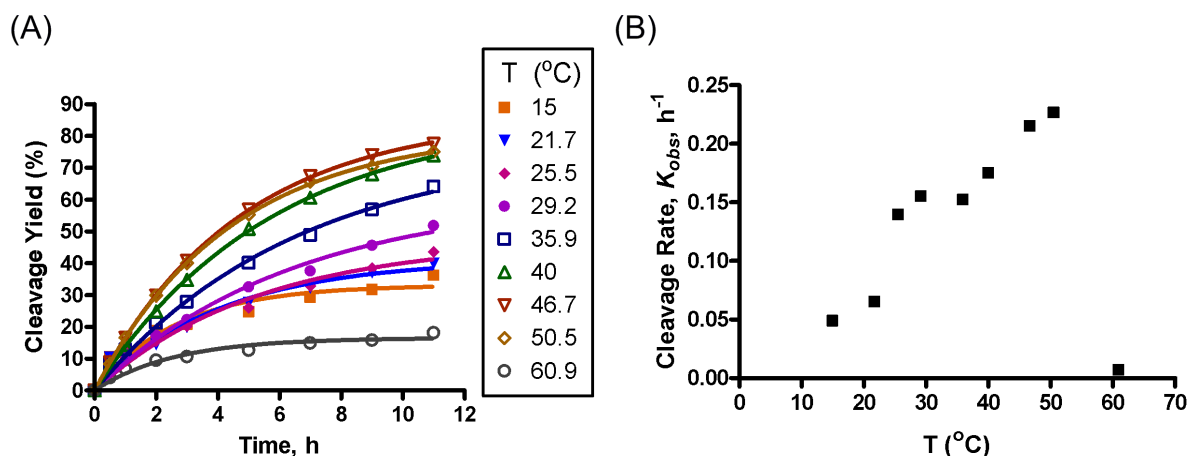 (A)
Cleavage Yield (%)
90
80
70
60
50
40
30
20
10
0
0 2 4 6 8 10 12
Time, h
T (°C)
15
21.7
25.5
29.2
35.9
40
46.7
50.5
60.9
(B)
Cleavage Rate, K_obs, h⁻¹
0.25
0.20
0.15
0.10
0.05
0.00
0 10 20 30 40 50 60 70
T (°C)